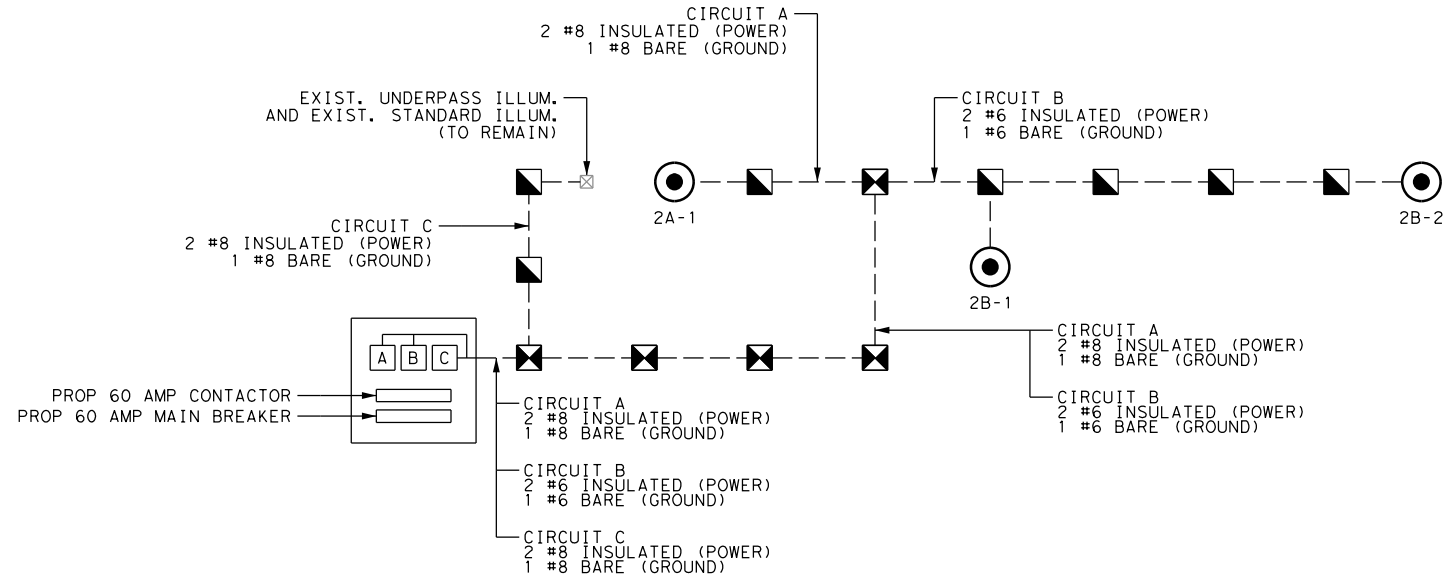 CIRCUIT A
2 #8 INSULATED (POWER)
1 #8 BARE (GROUND)
EXIST. UNDERPASS ILLUM.
AND EXIST. STANDARD ILLUM.
(TO REMAIN)
CIRCUIT B
2 #6 INSULATED (POWER)
1 #6 BARE (GROUND)
2A-1
2B-2
CIRCUIT C
2 #8 INSULATED (POWER)
1 #8 BARE (GROUND)
2B-1
A B C
CIRCUIT A
2 #8 INSULATED (POWER)
1 #8 BARE (GROUND)
CIRCUIT B
2 #6 INSULATED (POWER)
1 #6 BARE (GROUND)
PROP 60 AMP CONTACTOR
PROP 60 AMP MAIN BREAKER
CIRCUIT A
2 #8 INSULATED (POWER)
1 #8 BARE (GROUND)
CIRCUIT B
2 #6 INSULATED (POWER)
1 #6 BARE (GROUND)
CIRCUIT C
2 #8 INSULATED (POWER)
1 #8 BARE (GROUND)